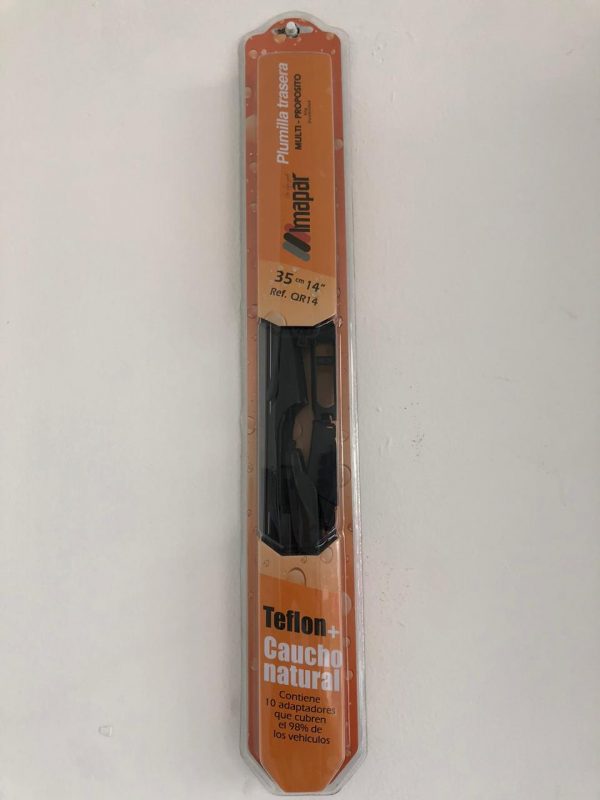 Plumilla trasera
MULTI - PROPOSITO
imapar
35 cm 14"
Ref. QR14
Teflon+
Caucho
natural
Contiene
10 adaptadores
que cubren
el 98% de
los vehículos